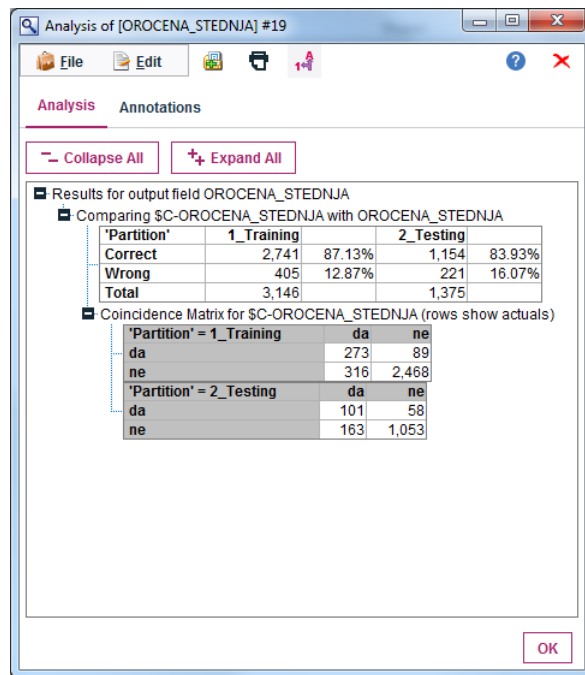 Analysis of [OROCENA_STEDNJA] #19
File Edit
Analysis Annotations
Collapse All Expand All
Results for output field OROCENA_STEDNJA
Comparing $C-OROCENA_STEDNJA with OROCENA_STEDNJA
'Partition' 1_Training 2_Testing
Correct 2,741 87.13% 1,154 83.93%
Wrong 405 12.87% 221 16.07%
Total 3,146 1,375
Coincidence Matrix for $C-OROCENA_STEDNJA (rows show actuals)
'Partition' = 1_Training da ne
da 273 89
ne 316 2,468
'Partition' = 2_Testing da ne
da 101 58
ne 163 1,053
OK